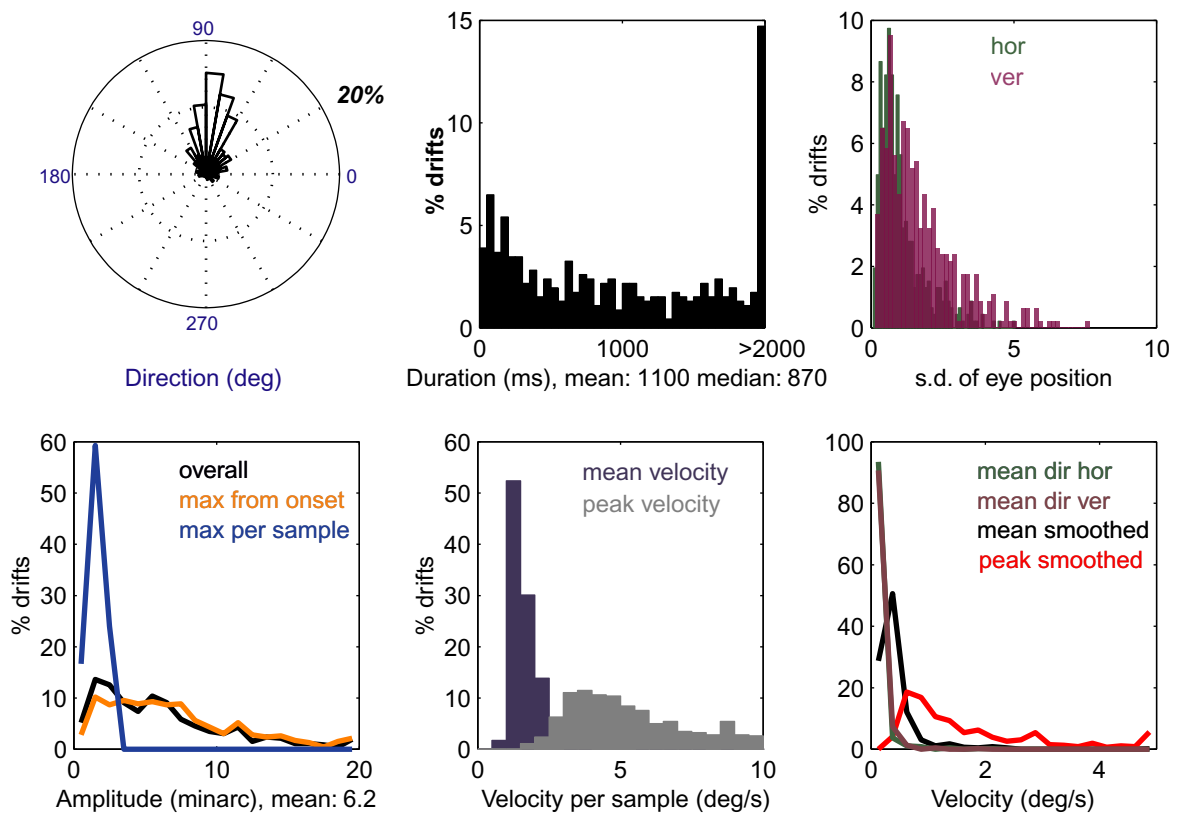 90
20%
180
0
270
Direction (deg)
15
10
5
0
% drifts
0
1000
>2000
Duration (ms), mean: 1100 median: 870
10
8
6
4
2
0
% drifts
hor
ver
0
5
10
s.d. of eye position
60
50
40
30
20
10
0
% drifts
overall
max from onset
max per sample
0
10
20
Amplitude (minarc), mean: 6.2
60
50
40
30
20
10
0
% drifts
mean velocity
peak velocity
0
5
10
Velocity per sample (deg/s)
100
80
60
40
20
0
mean dir hor
mean dir ver
mean smoothed
peak smoothed
0
2
4
Velocity (deg/s)